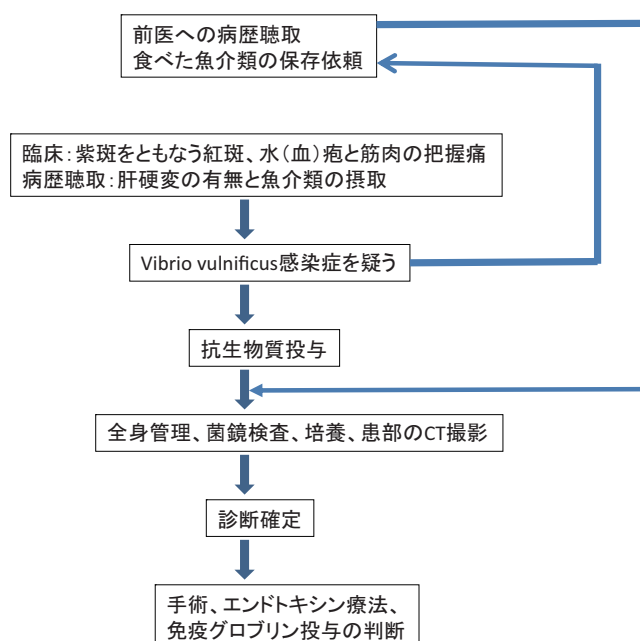 前医への病歴聴取
食べた魚介類の保存依頼
臨床：紫斑をともなう紅斑、水（血）疱と筋肉の把握痛
病歴聴取：肝硬変の有無と魚介類の摂取
Vibrio vulnificus感染症を疑う
抗生物質投与
全身管理、菌鏡検査、培養、患部のCT撮影
診断確定
手術、エンドトキシン療法、
免疫グロブリン投与の判断